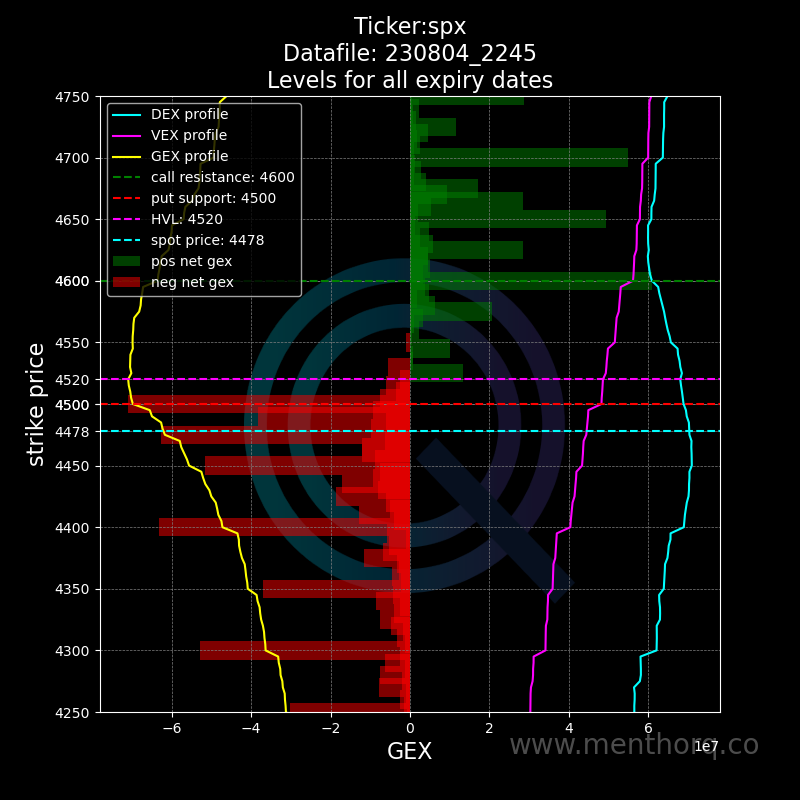 Ticker:spx
Datafile: 230804_2245
Levels for all expiry dates
DEX profile
VEX profile
GEX profile
call resistance: 4600
put support: 4500
HVL: 4520
spot price: 4478
pos net gex
neg net gex
4750
4700
4650
4600
4550
4520
4500
4478
4450
4400
4350
4300
4250
strike price
−6 −4 −2 0 2 4 6
1e7
GEX
www.menthorq.co